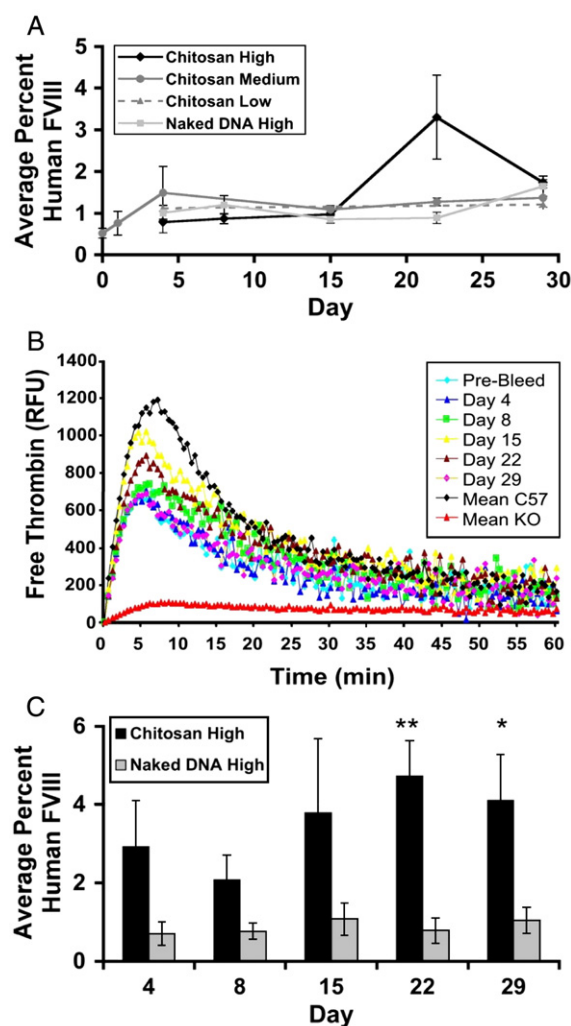 A
Average Percent
Human FVIII
5
4
3
2
1
0
Chitosan High
Chitosan Medium
Chitosan Low
Naked DNA High
0 5 10 15 20 25 30
Day
B
Free Thrombin (RFU)
1400
1200
1000
800
600
400
200
0
Pre-Bleed
Day 4
Day 8
Day 15
Day 22
Day 29
Mean C57
Mean KO
0 5 10 15 20 25 30 35 40 45 50 55 60
Time (min)
C
Average Percent
Human FVIII
6
4
2
0
Chitosan High
Naked DNA High
** *
4 8 15 22 29
Day